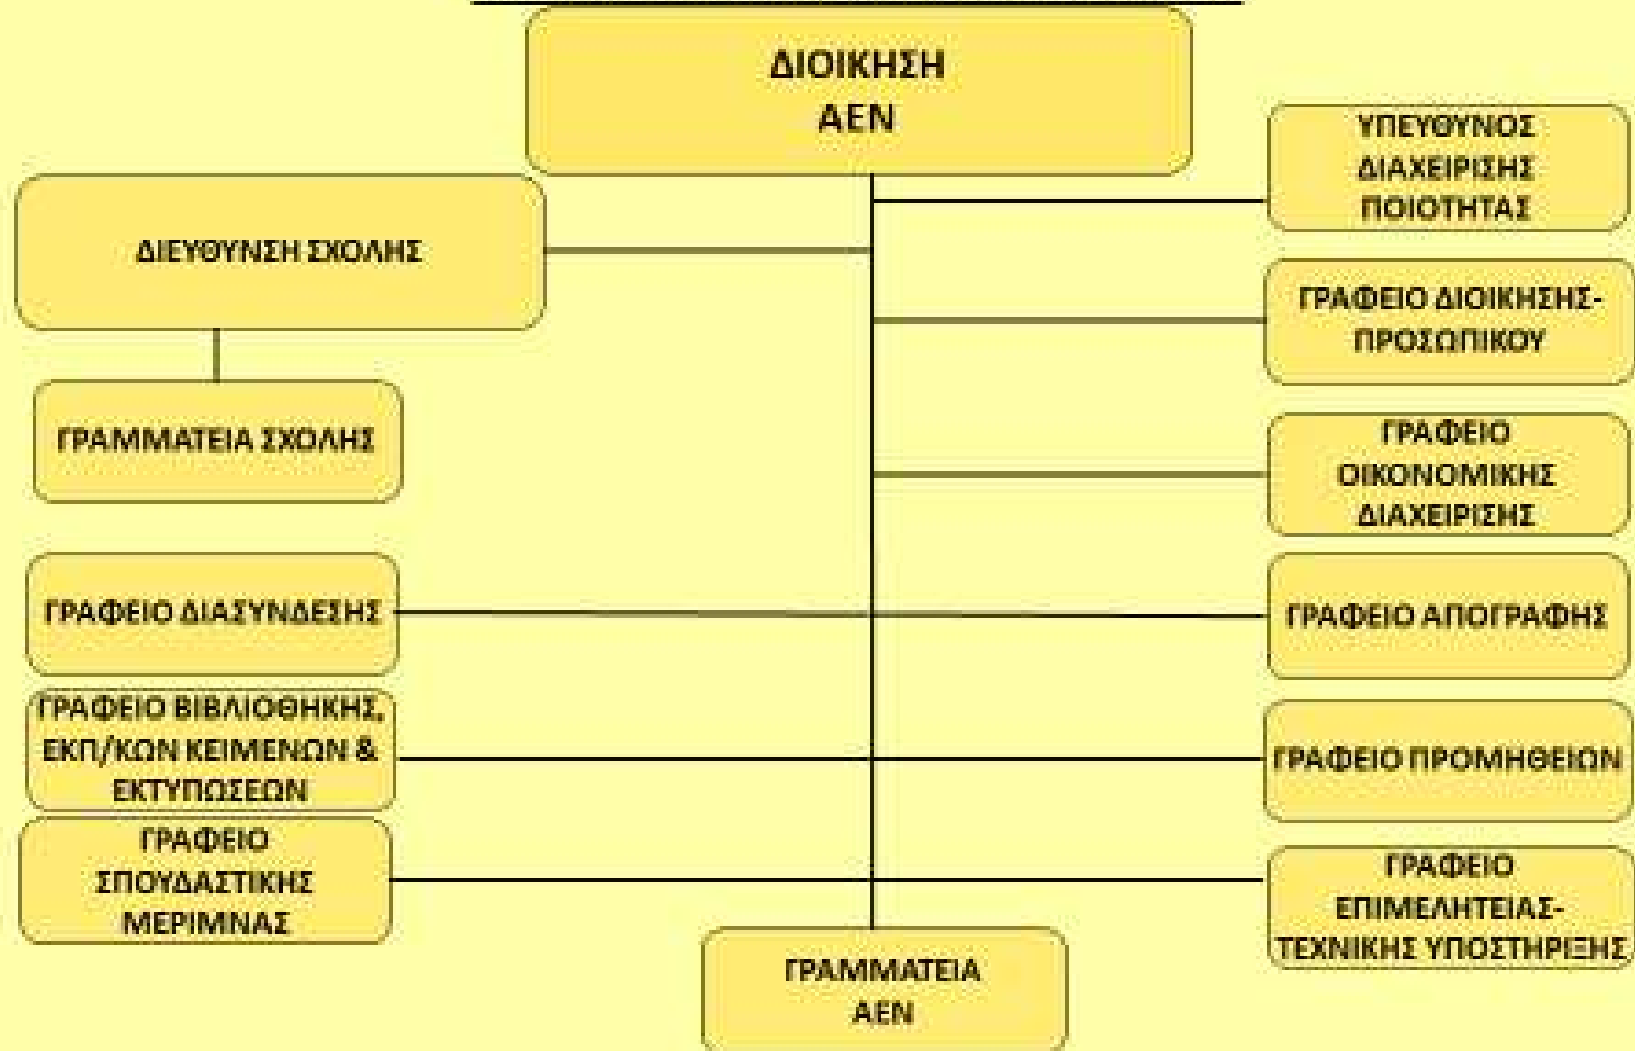 ΔΙΟΙΚΗΣΗ
ΑΕΝ
ΥΠΕΥΘΥΝΟΣ
ΔΙΑΧΕΙΡΙΣΗΣ
ΠΟΙΟΤΗΤΑΣ
ΔΙΕΥΘΥΝΣΗ ΣΧΟΛΗΣ
ΓΡΑΦΕΙΟ ΔΙΟΙΚΗΣΗΣ-
ΠΡΟΣΩΠΙΚΟΥ
ΓΡΑΜΜΑΤΕΙΑ ΣΧΟΛΗΣ
ΓΡΑΦΕΙΟ
ΟΙΚΟΝΟΜΙΚΗΣ
ΔΙΑΧΕΙΡΙΣΗΣ
ΓΡΑΦΕΙΟ ΔΙΑΣΥΝΔΕΣΗΣ
ΓΡΑΦΕΙΟ ΑΠΟΓΡΑΦΗΣ
ΓΡΑΦΕΙΟ ΒΙΒΛΙΟΘΗΚΗΣ,
ΕΚΠ/ΚΩΝ ΚΕΙΜΕΝΩΝ &
ΕΚΤΥΠΩΣΕΩΝ
ΓΡΑΦΕΙΟ ΠΡΟΜΗΘΕΙΩΝ
ΓΡΑΦΕΙΟ
ΣΠΟΥΔΑΣΤΙΚΗΣ
ΜΕΡΙΜΝΑΣ
ΓΡΑΦΕΙΟ
ΕΠΙΜΕΛΗΤΕΙΑΣ-
ΤΕΧΝΙΚΗΣ ΥΠΟΣΤΗΡΙΞΗΣ
ΓΡΑΜΜΑΤΕΙΑ
ΑΕΝ